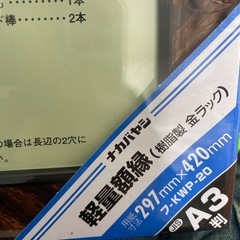 1本
棒………… 2本
の場合は長辺の2穴に
ナカバヤシ
軽量額縁(樹脂製 金ラック)
用紙寸法 297mm×420mm
フ-KWP-20
JIS A3判